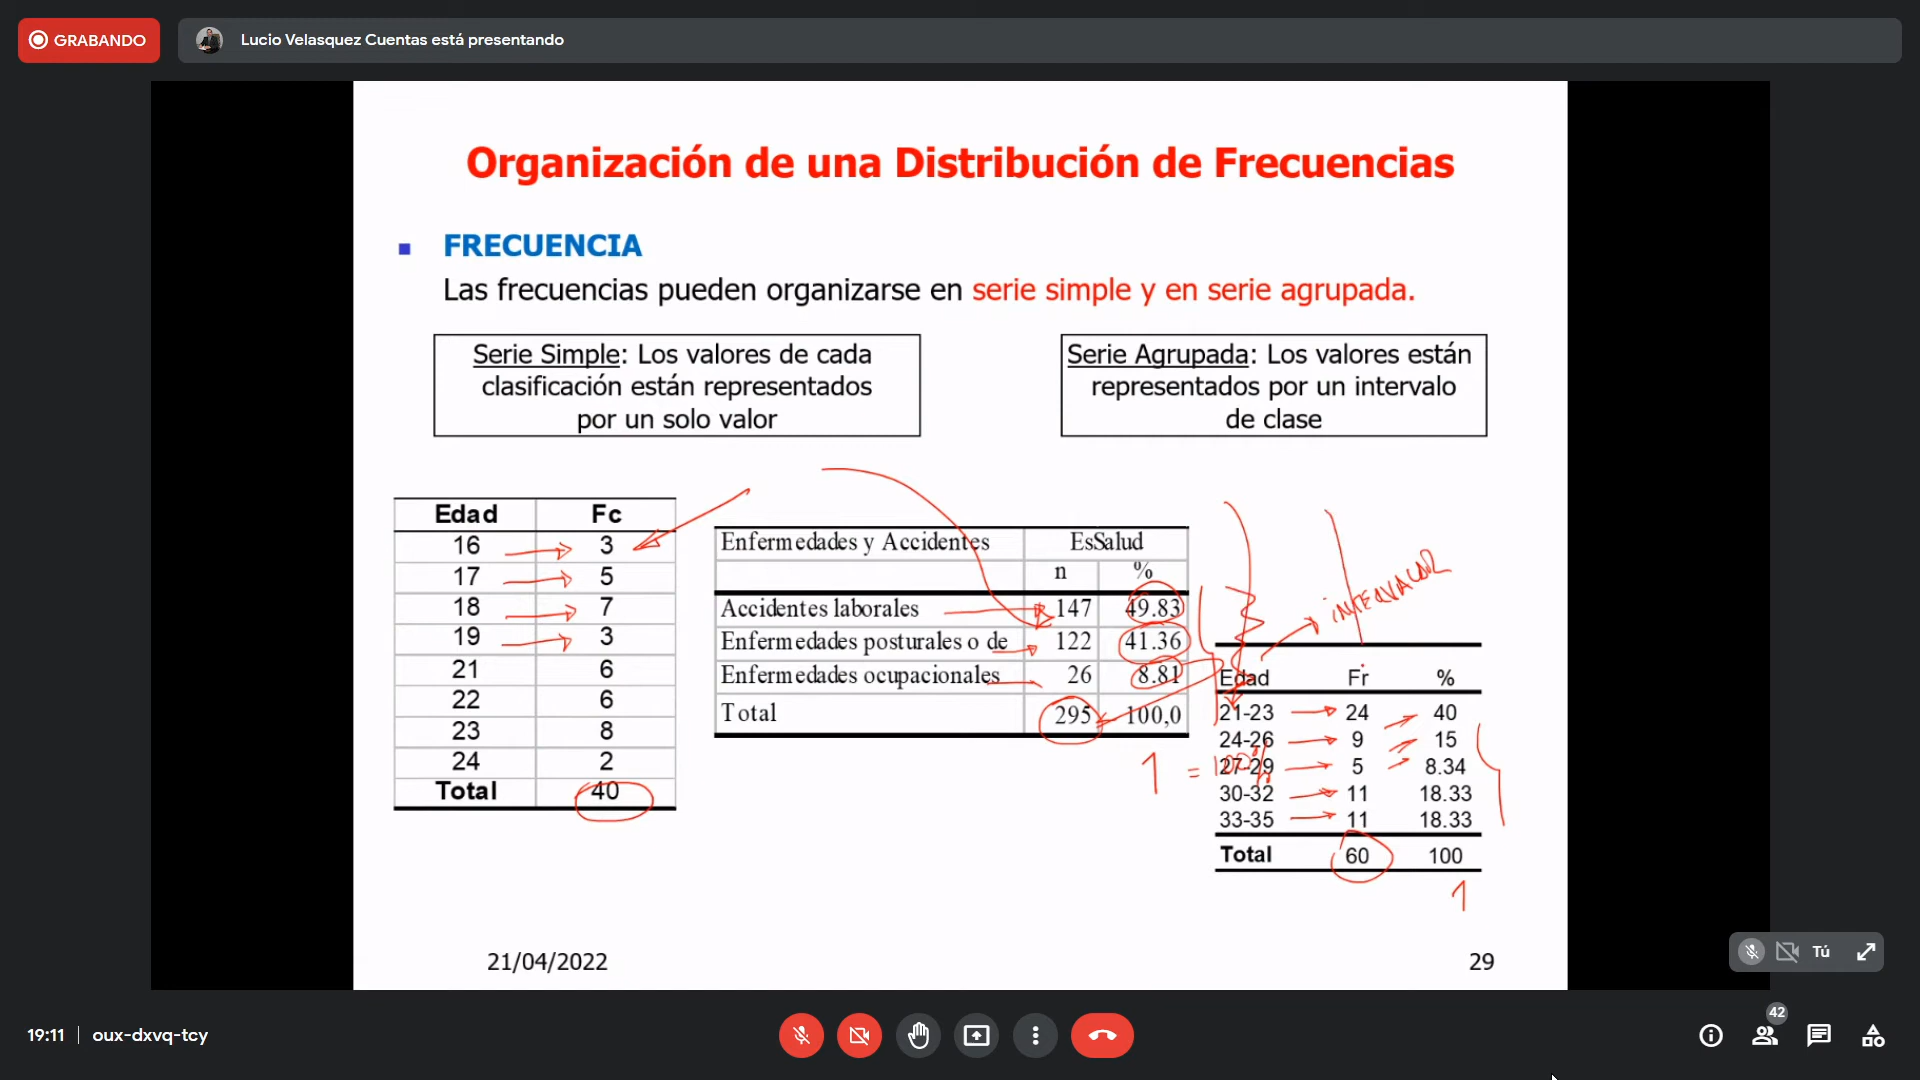 GRABANDO
Lucio Velasquez Cuentas está presentando
Organización de una Distribución de Frecuencias
FRECUENCIA
Las frecuencias pueden organizarse en serie simple y en serie agrupada.
Serie Simple: Los valores de cada
clasificación están representados
por un solo valor
Serie Agrupada: Los valores están
representados por un intervalo
de clase
Edad Fc
16 3
17 5
18 7
19 3
21 6
22 6
23 8
24 2
Total 40
Enfermedades y Accidentes EsSalud
n %
Accidentes laborales 147 49.83
Enfermedades posturales o de 122 41.36
Enfermedades ocupacionales 26 8.81
Total 295 100,0
1 = 100%
Edad Fr %
21-23 24 40
24-26 9 15
27-29 5 8.34
30-32 11 18.33
33-35 11 18.33
Total 60 100
1
21/04/2022
29
Tú
19:11 oux-dxvq-tcy
42